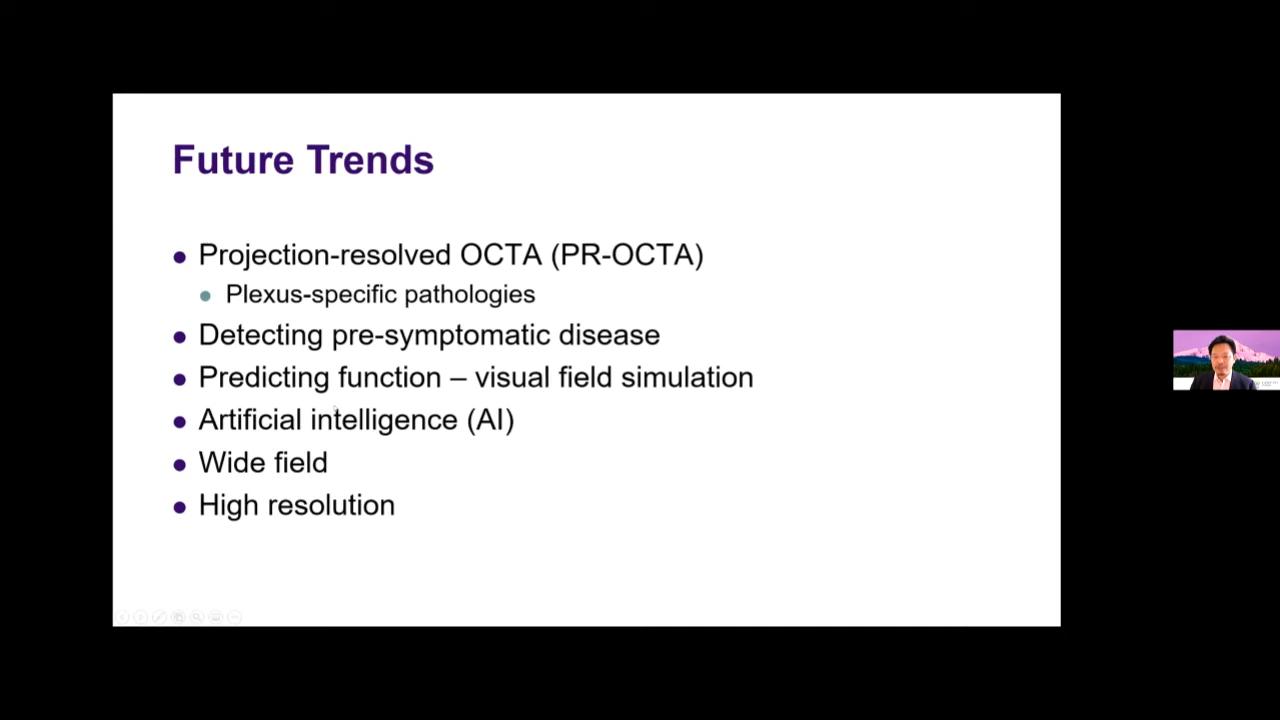 Future Trends
Projection-resolved OCTA (PR-OCTA)
Plexus-specific pathologies
Detecting pre-symptomatic disease
Predicting function – visual field simulation
Artificial intelligence (AI)
Wide field
High resolution